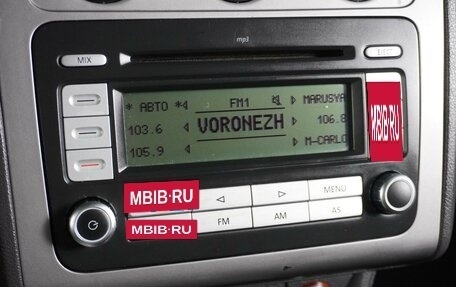 mp3
MIX
EJECT
* АВТО * FM1 MARUSYA
103.6 VORONEZH 106.8
105.9 M-CARLO
MBIB.RU
MBIB·RU
MENU
MBIB.RU
FM AM AS